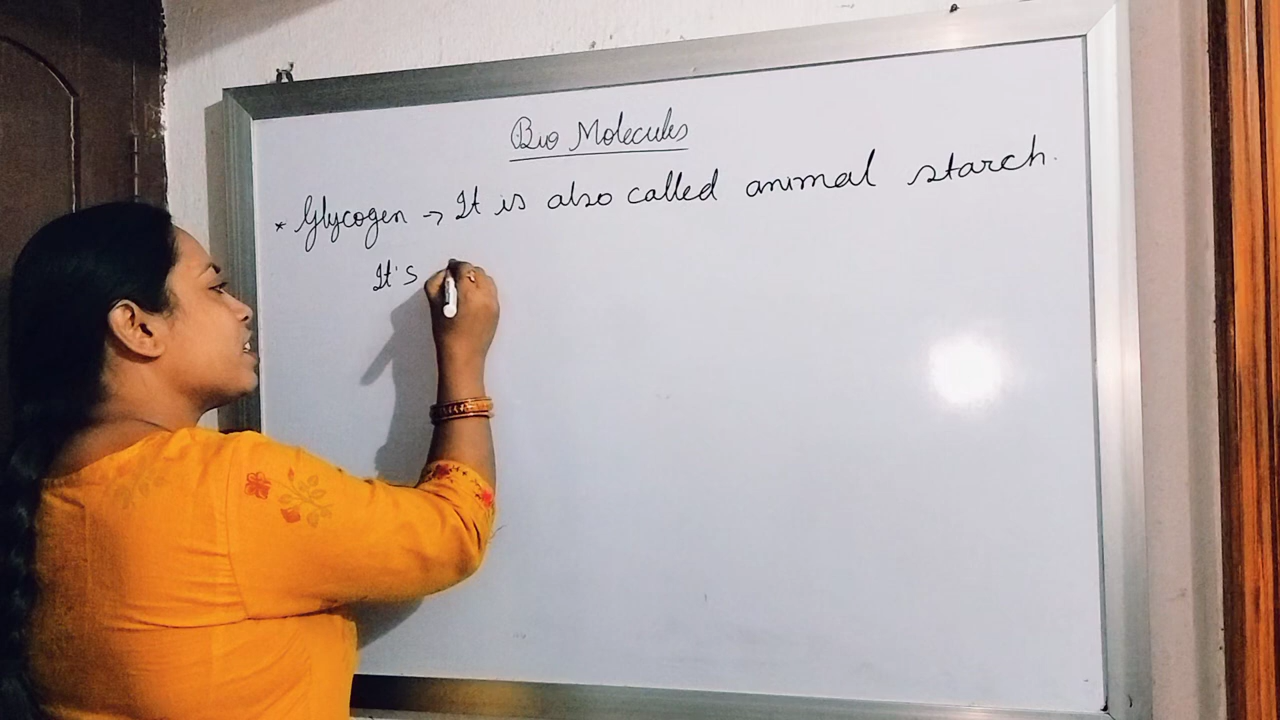 Bio Molecules
* Glycogen → It is also called animal starch.
It's